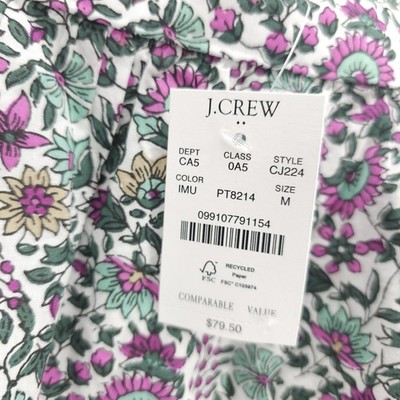 J.CREW
DEPT CLASS STYLE
CA5 0A5 CJ224
COLOR SIZE
IMU PT8214 M
099107791154
FSC
RECYCLED
Paper
FSC® C103974
COMPARABLE VALUE
$79.50